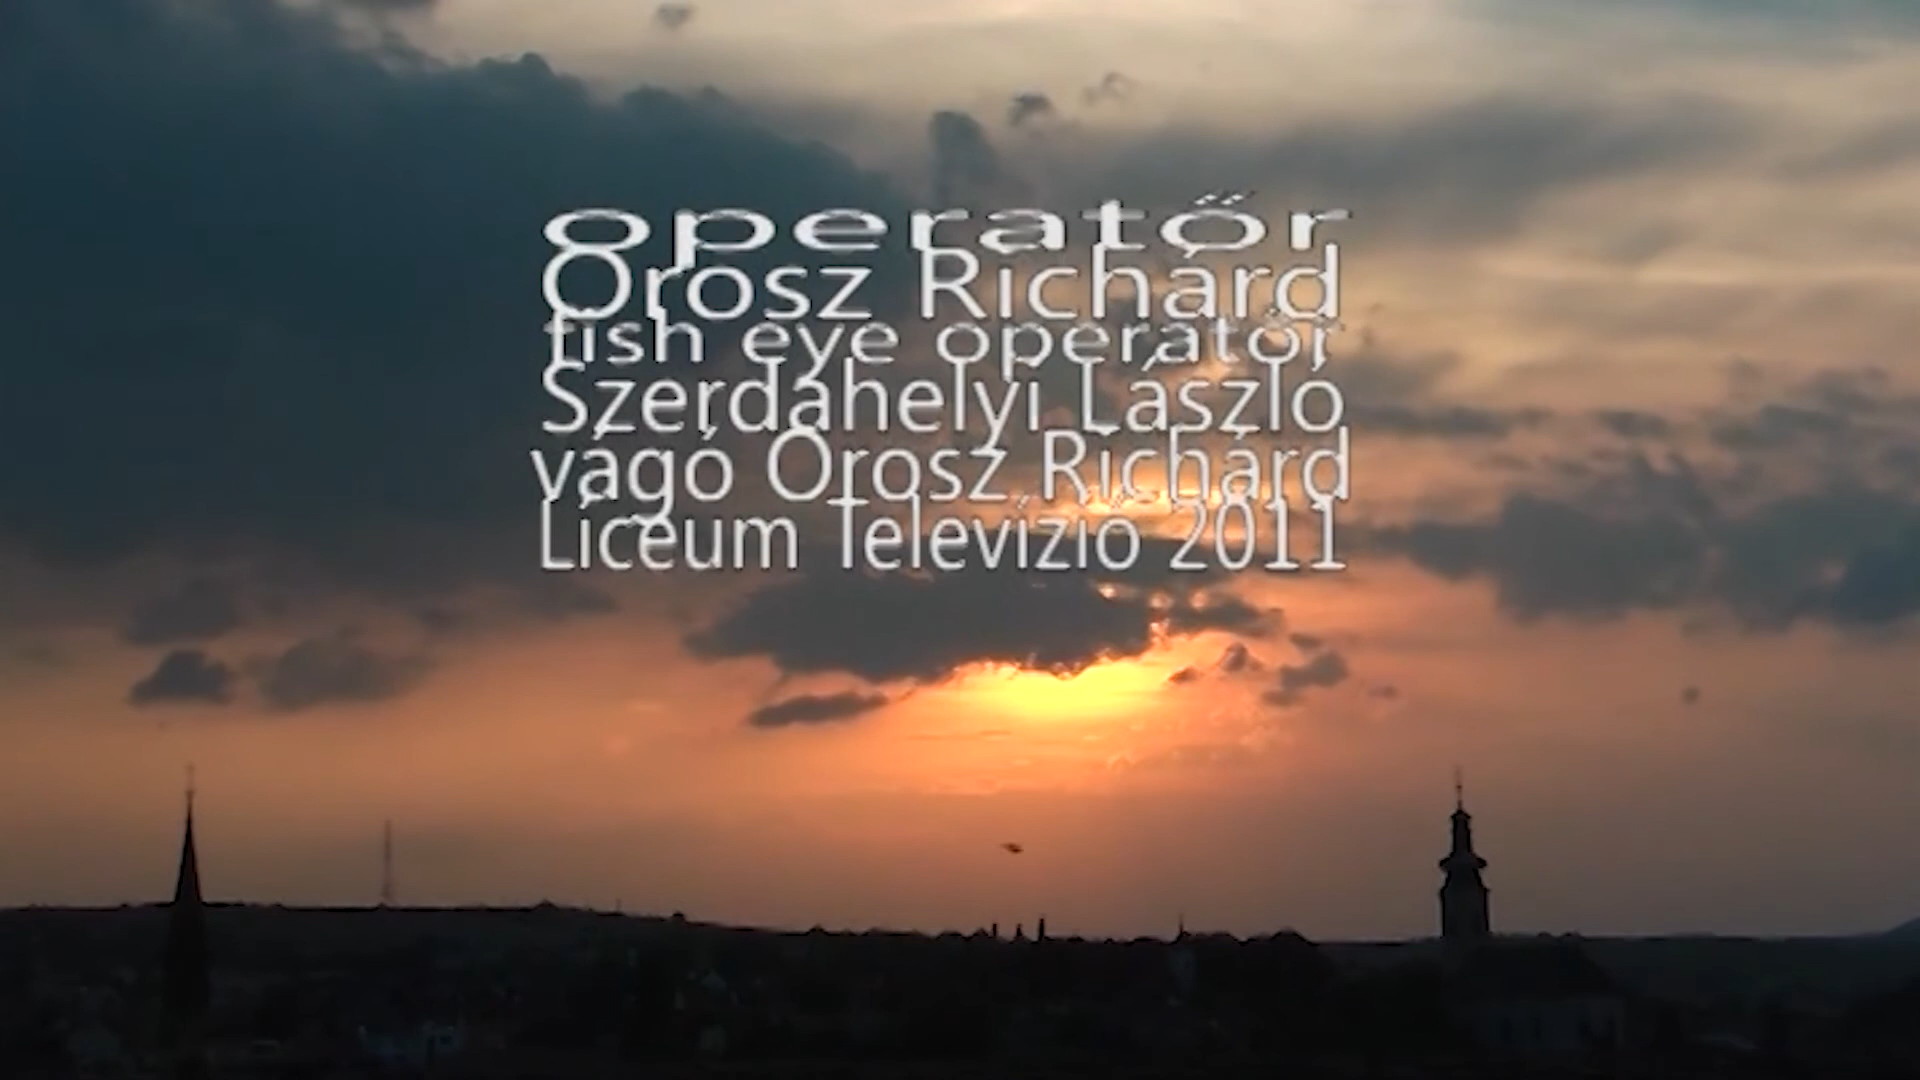 operatőr
Orosz Richárd
fish eye operatőr
Szerdahelyi László
vágó Orosz Richárd
Líceum Televízió 2011